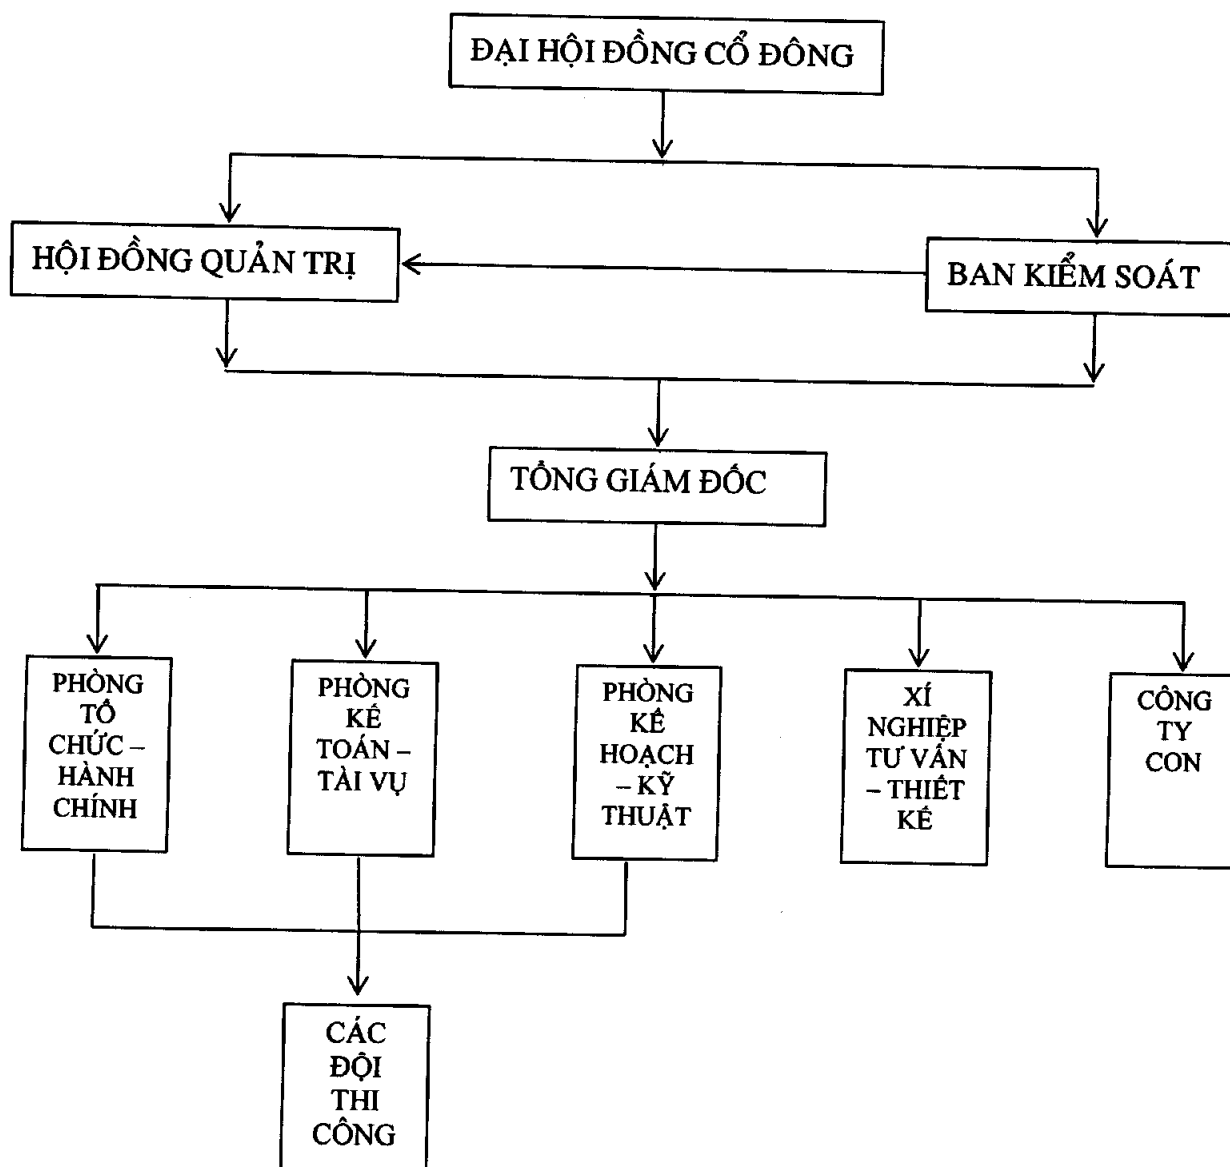 ĐẠI HỘI ĐỒNG CỔ ĐÔNG
HỘI ĐỒNG QUẢN TRỊ
BAN KIỂM SOÁT
TỔNG GIÁM ĐỐC
PHÒNG
TỔ
CHỨC –
HÀNH
CHÍNH
PHÒNG
KẾ
TOÁN –
TÀI VỤ
PHÒNG
KẾ
HOẠCH
– KỸ
THUẬT
XÍ
NGHIỆP
TƯ VẤN
– THIẾT
KẾ
CÔNG
TY
CON
CÁC
ĐỘI
THI
CÔNG